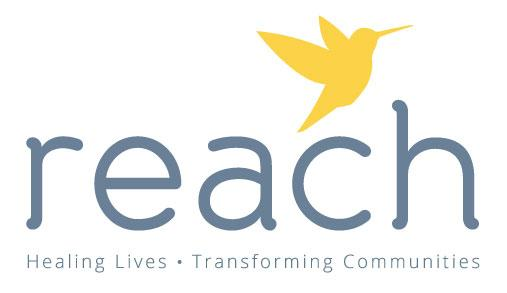 reach
Healing Lives • Transforming Communities